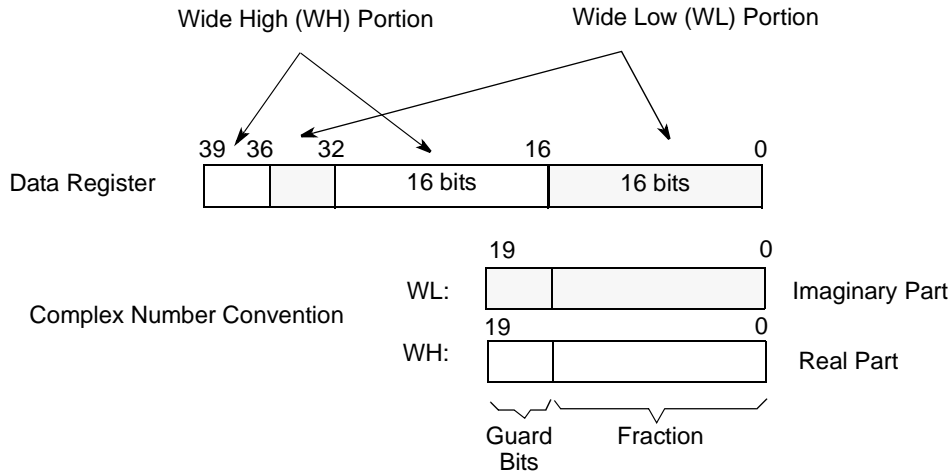 Wide High (WH) Portion
Wide Low (WL) Portion
39 36 32 16 0
Data Register 16 bits 16 bits
19 0
WL: Imaginary Part
Complex Number Convention
19 0
WH: Real Part
Guard Bits
Fraction